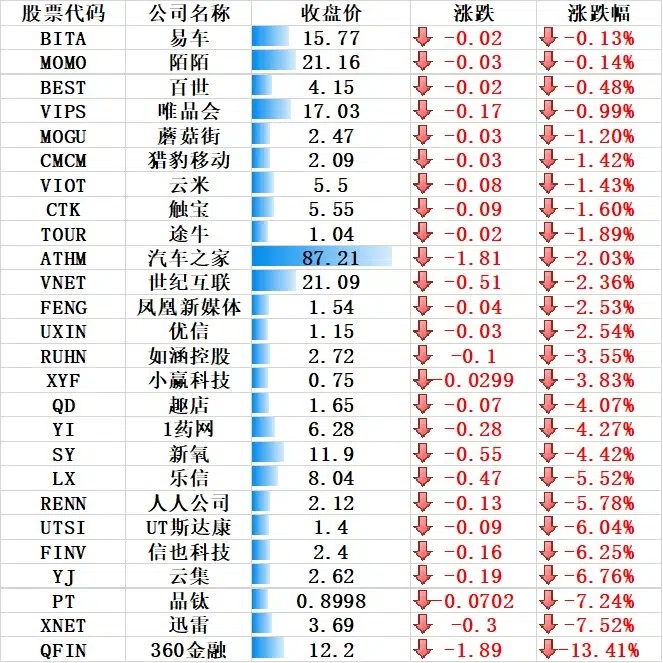 股票代码 公司名称 收盘价 涨跌 涨跌幅
BITA 易车 15.77 -0.02 -0.13%
MOMO 陌陌 21.16 -0.03 -0.14%
BEST 百世 4.15 -0.02 -0.48%
VIPS 唯品会 17.03 -0.17 -0.99%
MOGU 蘑菇街 2.47 -0.03 -1.20%
CMCM 猎豹移动 2.09 -0.03 -1.42%
VIOT 云米 5.5 -0.08 -1.43%
CTK 触宝 5.55 -0.09 -1.60%
TOUR 途牛 1.04 -0.02 -1.89%
ATHM 汽车之家 87.21 -1.81 -2.03%
VNET 世纪互联 21.09 -0.51 -2.36%
FENG 凤凰新媒体 1.54 -0.04 -2.53%
UXIN 优信 1.15 -0.03 -2.54%
RUHN 如涵控股 2.72 -0.1 -3.55%
XYF 小赢科技 0.75 -0.0299 -3.83%
QD 趣店 1.65 -0.07 -4.07%
YI 1药网 6.28 -0.28 -4.27%
SY 新氧 11.9 -0.55 -4.42%
LX 乐信 8.04 -0.47 -5.52%
RENN 人人公司 2.12 -0.13 -5.78%
UTSI UT斯达康 1.4 -0.09 -6.04%
FINV 信也科技 2.4 -0.16 -6.25%
YJ 云集 2.62 -0.19 -6.76%
PT 品钛 0.8998 -0.0702 -7.24%
XNET 迅雷 3.69 -0.3 -7.52%
QFIN 360金融 12.2 -1.89 -13.41%